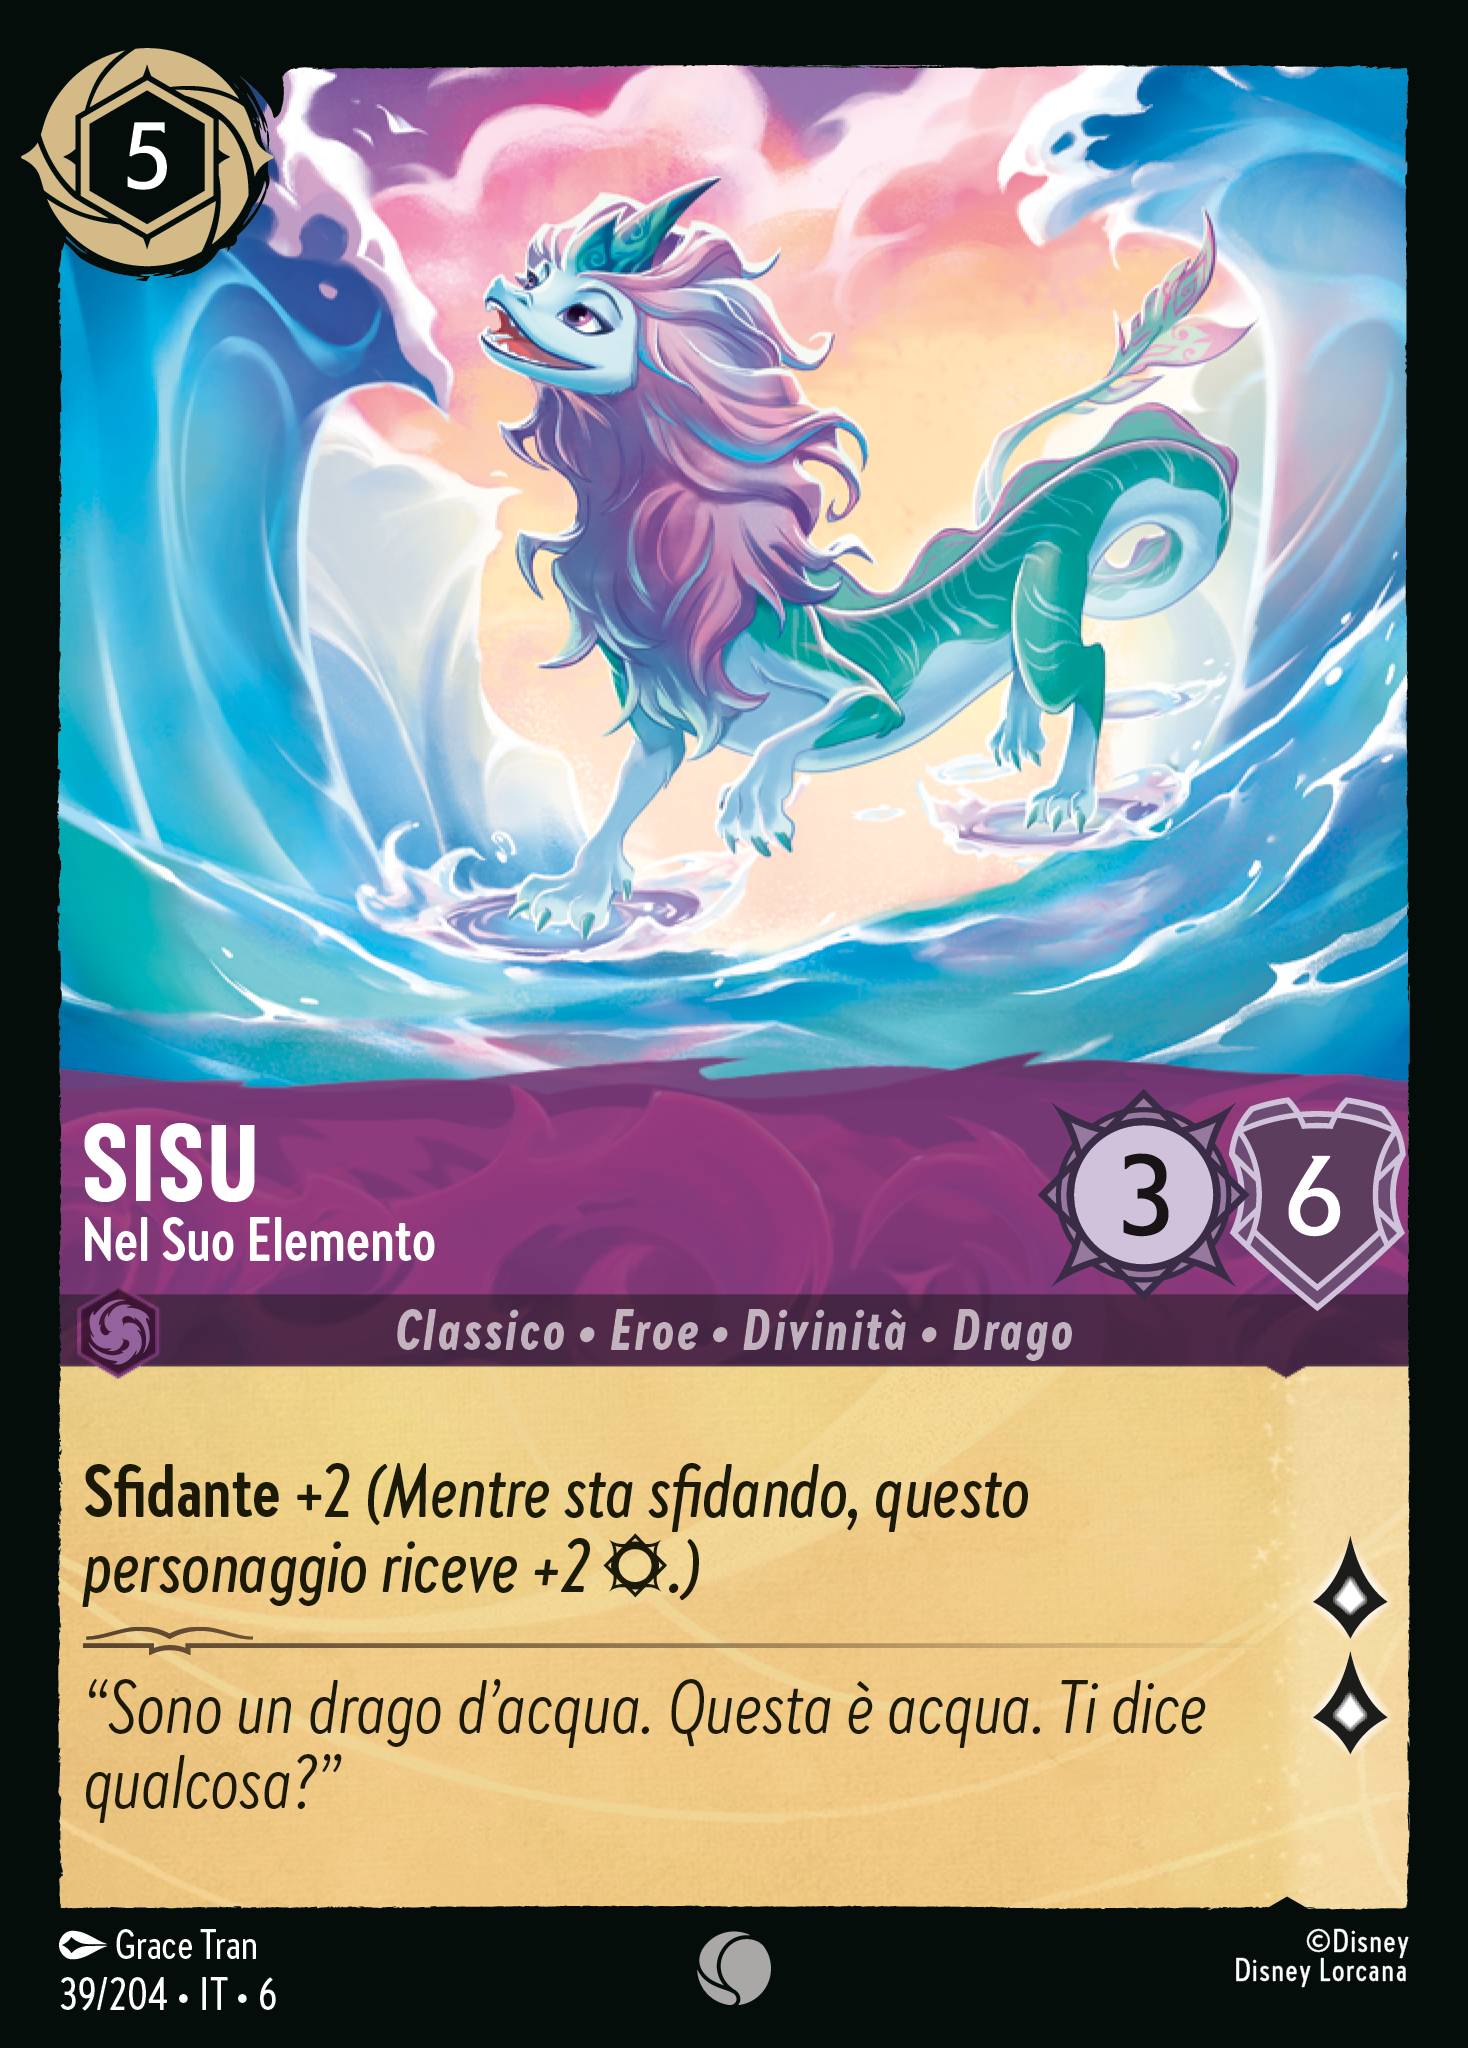 5
SISU
Nel Suo Elemento
3
6
Classico • Eroe • Divinità • Drago
Sfidante +2 (Mentre sta sfidando, questo
personaggio riceve +2 .)
“Sono un drago d’acqua. Questa è acqua. Ti dice
qualcosa?”
Grace Tran
39/204 • IT • 6
©Disney
Disney Lorcana